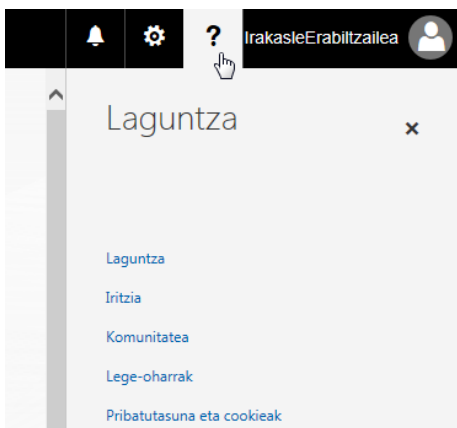 ? IrakasleErabiltzailea
Laguntza
×
Laguntza
Iritzia
Komunitatea
Lege-oharrak
Pribatutasuna eta cookieak